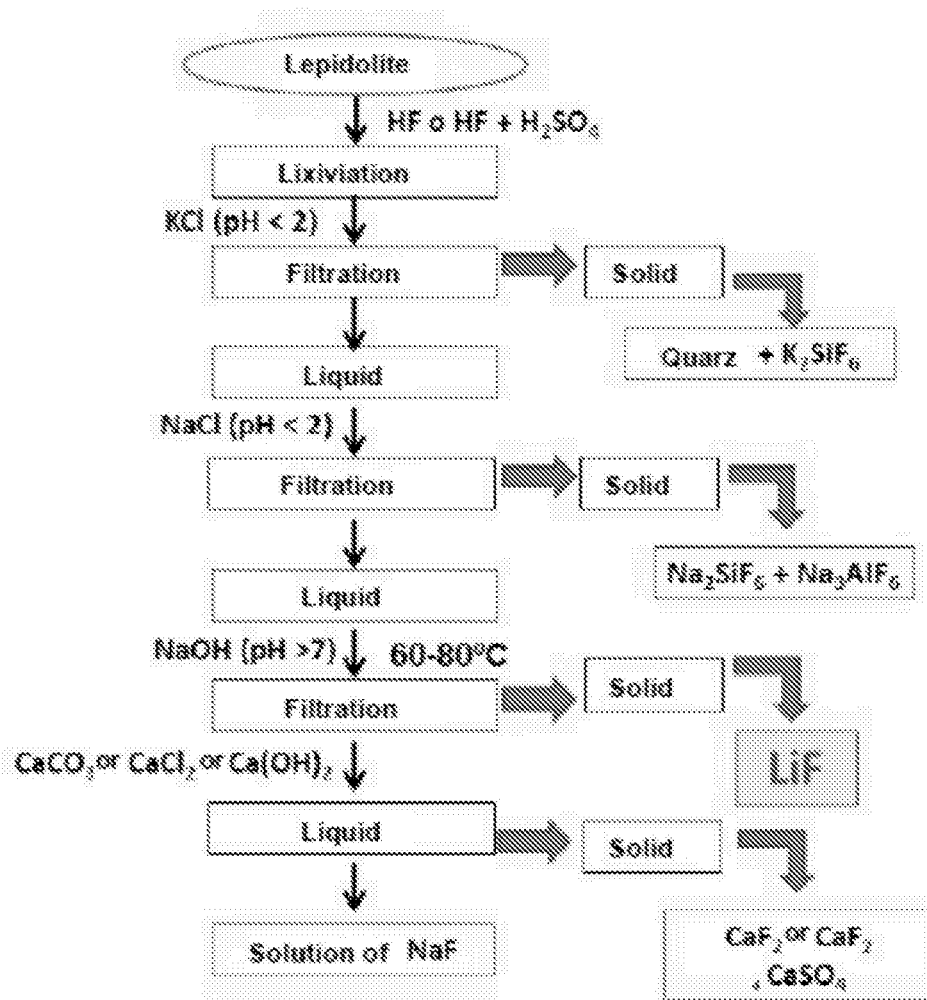 Lepidolite
HF o HF + H₂SO₄
Lixiviation
KCl (pH < 2)
Filtration
Solid
Quarz + K₂SiF₆
Liquid
NaCl (pH < 2)
Filtration
Solid
Na₂SiF₆ + Na₃AlF₆
Liquid
NaOH (pH >7) 60-80ºC
Filtration
Solid
LiF
CaCO₃ or CaCl₂ or Ca(OH)₂
Liquid
Solid
CaF₂ or CaF₂
, CaSO₄
Solution of NaF